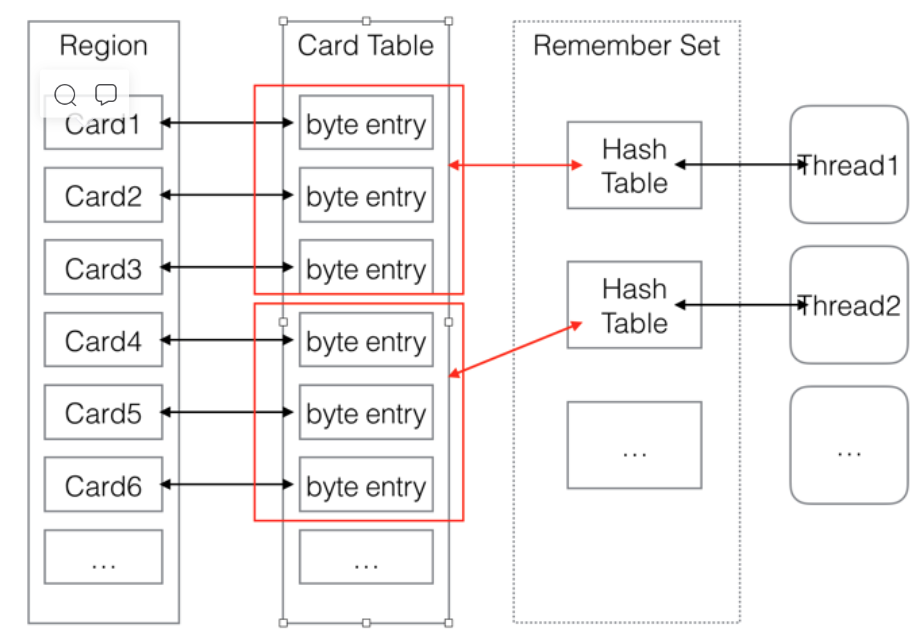 Region
Card Table
Remember Set
Card1
byte entry
Hash
Table
Thread1
Card2
byte entry
Card3
byte entry
Hash
Table
Thread2
Card4
byte entry
Card5
byte entry
...
...
Card6
byte entry
...
...